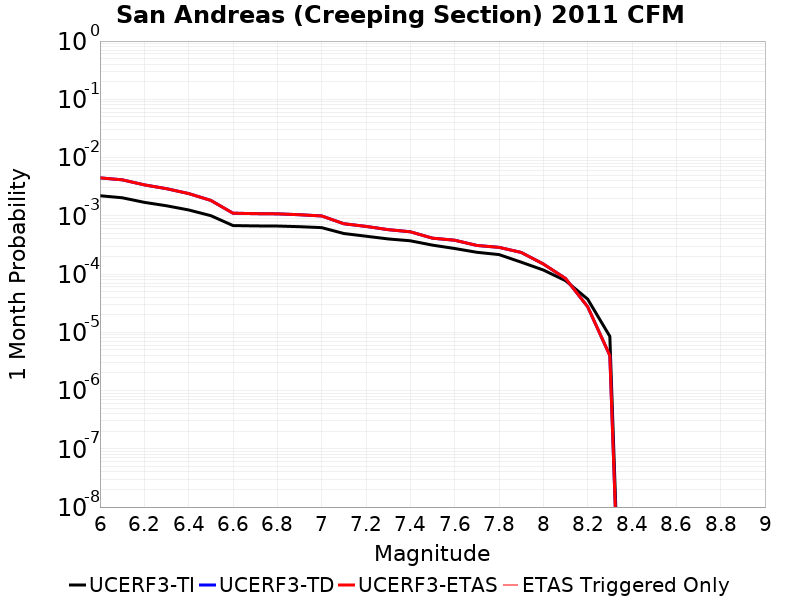 San Andreas (Creeping Section) 2011 CFM
1 Month Probability
10^0
10^-1
10^-2
10^-3
10^-4
10^-5
10^-6
10^-7
10^-8
6 6.2 6.4 6.6 6.8 7 7.2 7.4 7.6 7.8 8 8.2 8.4 8.6 8.8 9
Magnitude
UCERF3-TI UCERF3-TD UCERF3-ETAS ETAS Triggered Only